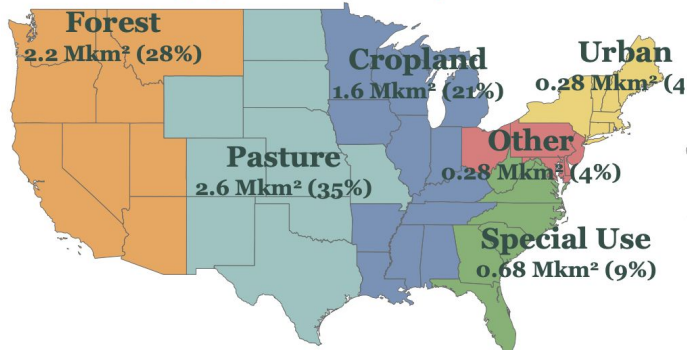 Forest
2.2 Mkm² (28%)
Cropland
1.6 Mkm² (21%)
Urban
0.28 Mkm² (4
Pasture
2.6 Mkm² (35%)
Other
0.28 Mkm² (4%)
Special Use
0.68 Mkm² (9%)